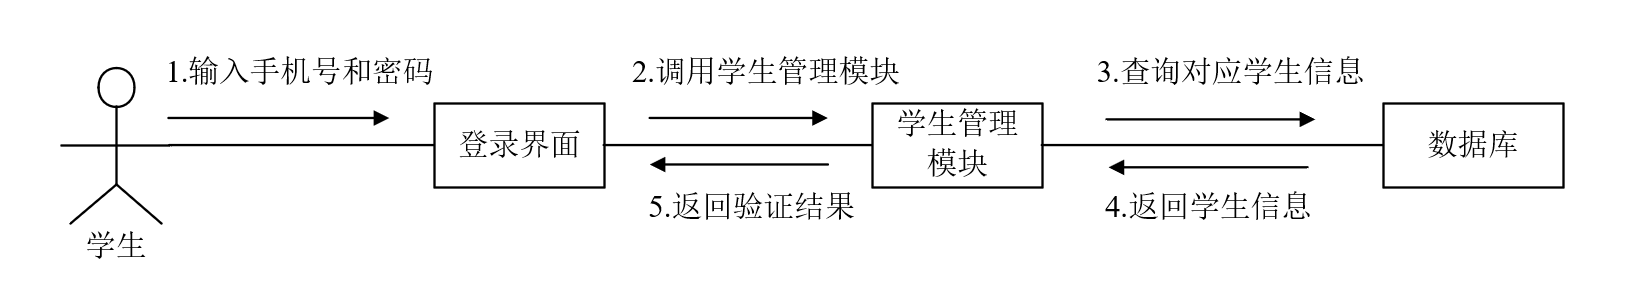 1.输入手机号和密码
2.调用学生管理模块
3.查询对应学生信息
登录界面
学生管理
模块
数据库
5.返回验证结果
4.返回学生信息
学生